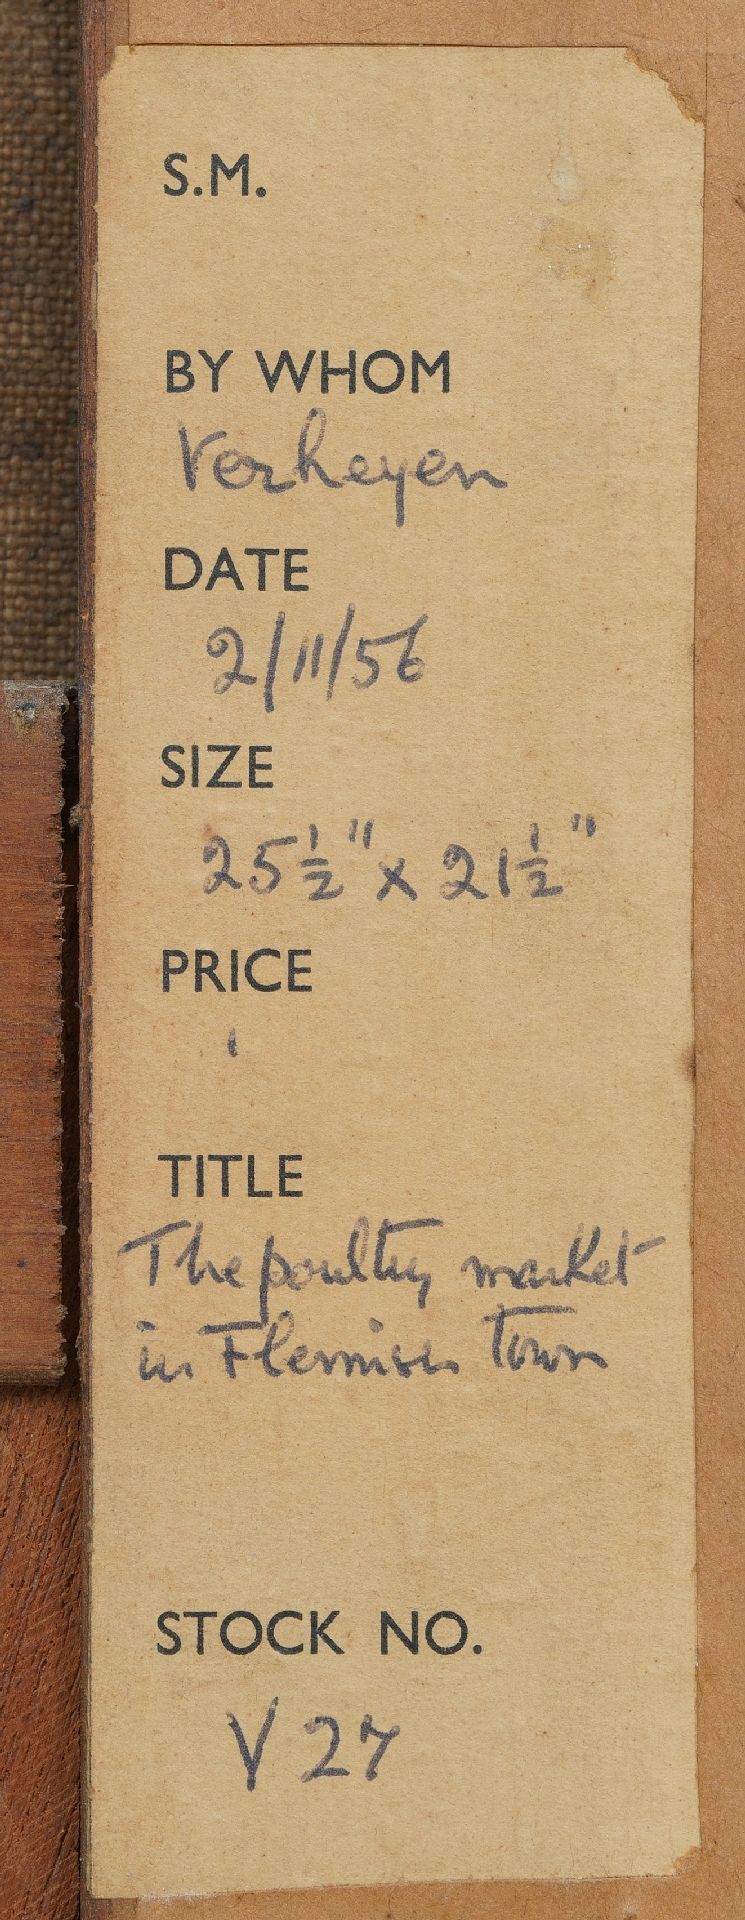 S.M.
BY WHOM
Verheyen
DATE
2/11/56
SIZE
25½" x 21½"
PRICE
TITLE
The poultry market
in Flemish Town
STOCK NO.
V 27